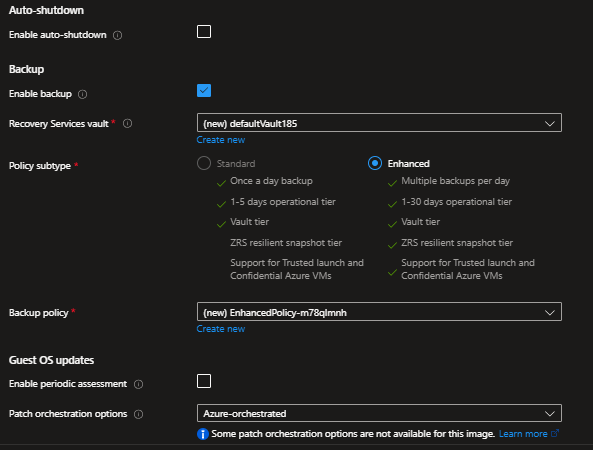 Auto-shutdown
Enable auto-shutdown
Backup
Enable backup
Recovery Services vault *
(new) defaultVault185
Create new
Policy subtype *
Standard
Once a day backup
1-5 days operational tier
Vault tier
ZRS resilient snapshot tier
Support for Trusted launch and
Confidential Azure VMs
Enhanced
Multiple backups per day
1-30 days operational tier
Vault tier
ZRS resilient snapshot tier
Support for Trusted launch and
Confidential Azure VMs
Backup policy *
(new) EnhancedPolicy-m78qlmnh
Create new
Guest OS updates
Enable periodic assessment
Patch orchestration options
Azure-orchestrated
Some patch orchestration options are not available for this image. Learn more